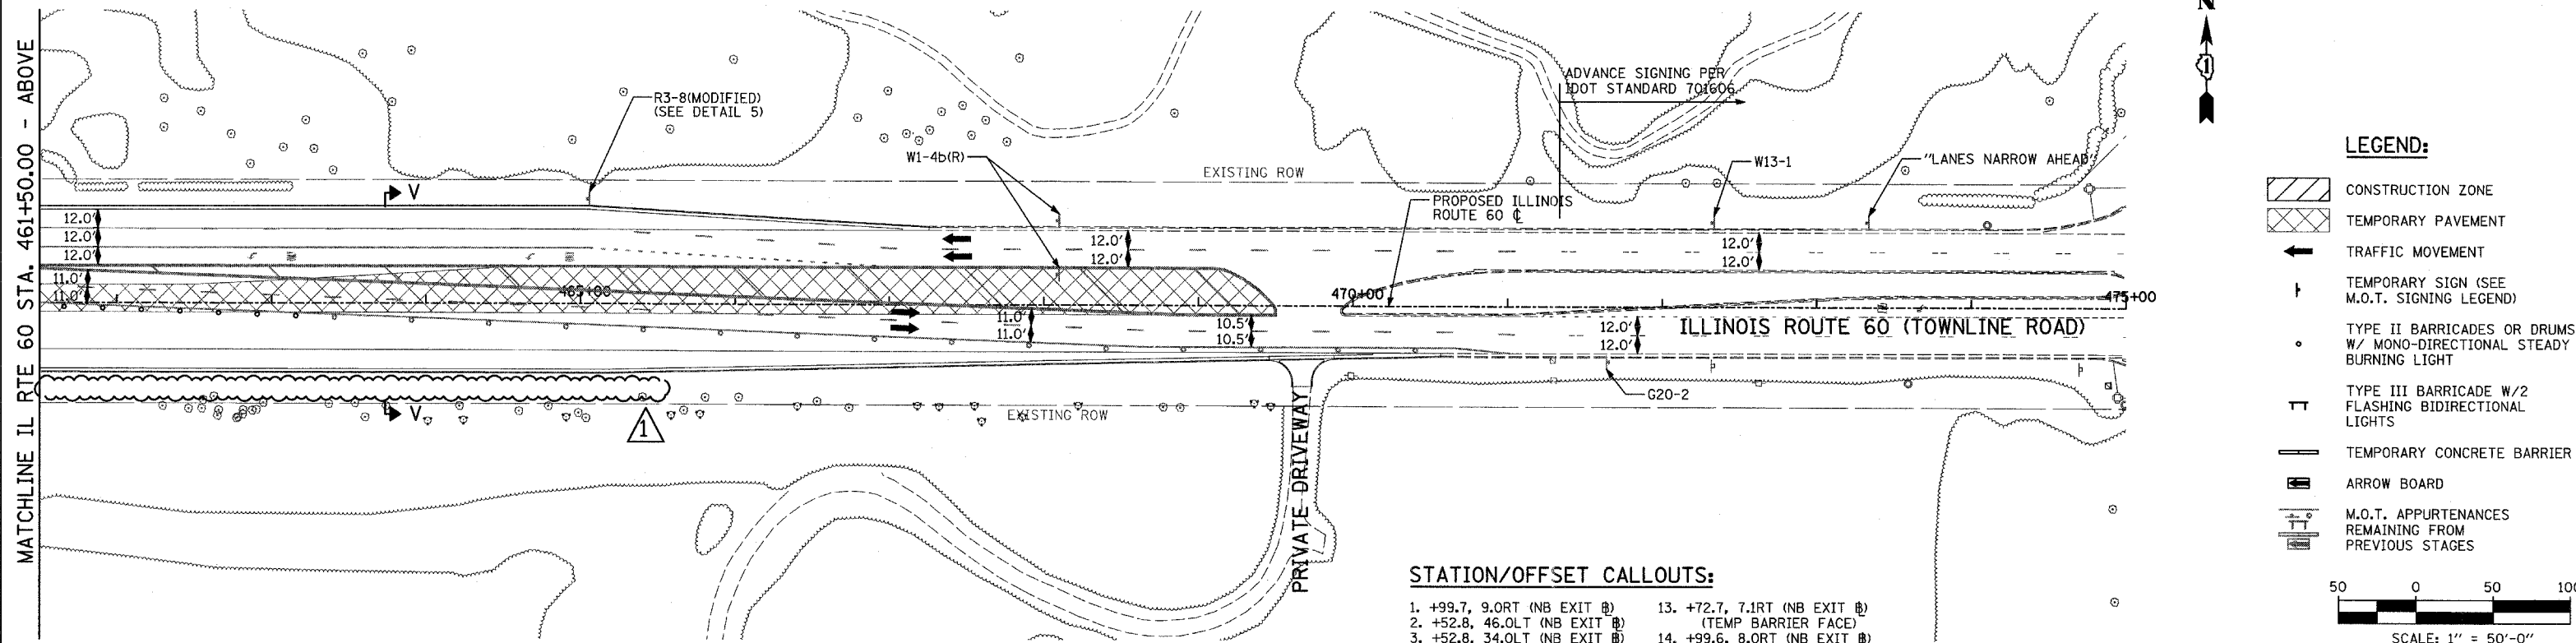 N
1
MATCHLINE IL RTE 60 STA. 461+50.00 - ABOVE
R3-8(MODIFIED)
(SEE DETAIL 5)
W1-4b(R)
ADVANCE SIGNING PER
IDOT STANDARD 701606
EXISTING ROW
W13-1
"LANES NARROW AHEAD"
PROPOSED ILLINOIS
ROUTE 60 ℄
V
12.0'
12.0'
12.0'
11.0'
11.0'
12.0'
12.0'
12.0'
12.0'
465+00
470+00
475+00
11.0'
11.0'
10.5'
10.5'
12.0'
12.0'
ILLINOIS ROUTE 60 (TOWNLINE ROAD)
G20-2
V
1
EXISTING ROW
PRIVATE DRIVEWAY
STATION/OFFSET CALLOUTS:
1. +99.7, 9.0RT (NB EXIT B)
2. +52.8, 46.0LT (NB EXIT B)
3. +52.8, 34.0LT (NB EXIT B)
13. +72.7, 7.1RT (NB EXIT B)
(TEMP BARRIER FACE)
14. +99.6, 8.0RT (NB EXIT B)
LEGEND:
CONSTRUCTION ZONE
TEMPORARY PAVEMENT
TRAFFIC MOVEMENT
TEMPORARY SIGN (SEE
M.O.T. SIGNING LEGEND)
TYPE II BARRICADES OR DRUMS
W/ MONO-DIRECTIONAL STEADY
BURNING LIGHT
TYPE III BARRICADE W/2
FLASHING BIDIRECTIONAL
LIGHTS
TEMPORARY CONCRETE BARRIER
ARROW BOARD
M.O.T. APPURTENANCES
REMAINING FROM
PREVIOUS STAGES
50 0 50 100
SCALE: 1" = 50'-0"